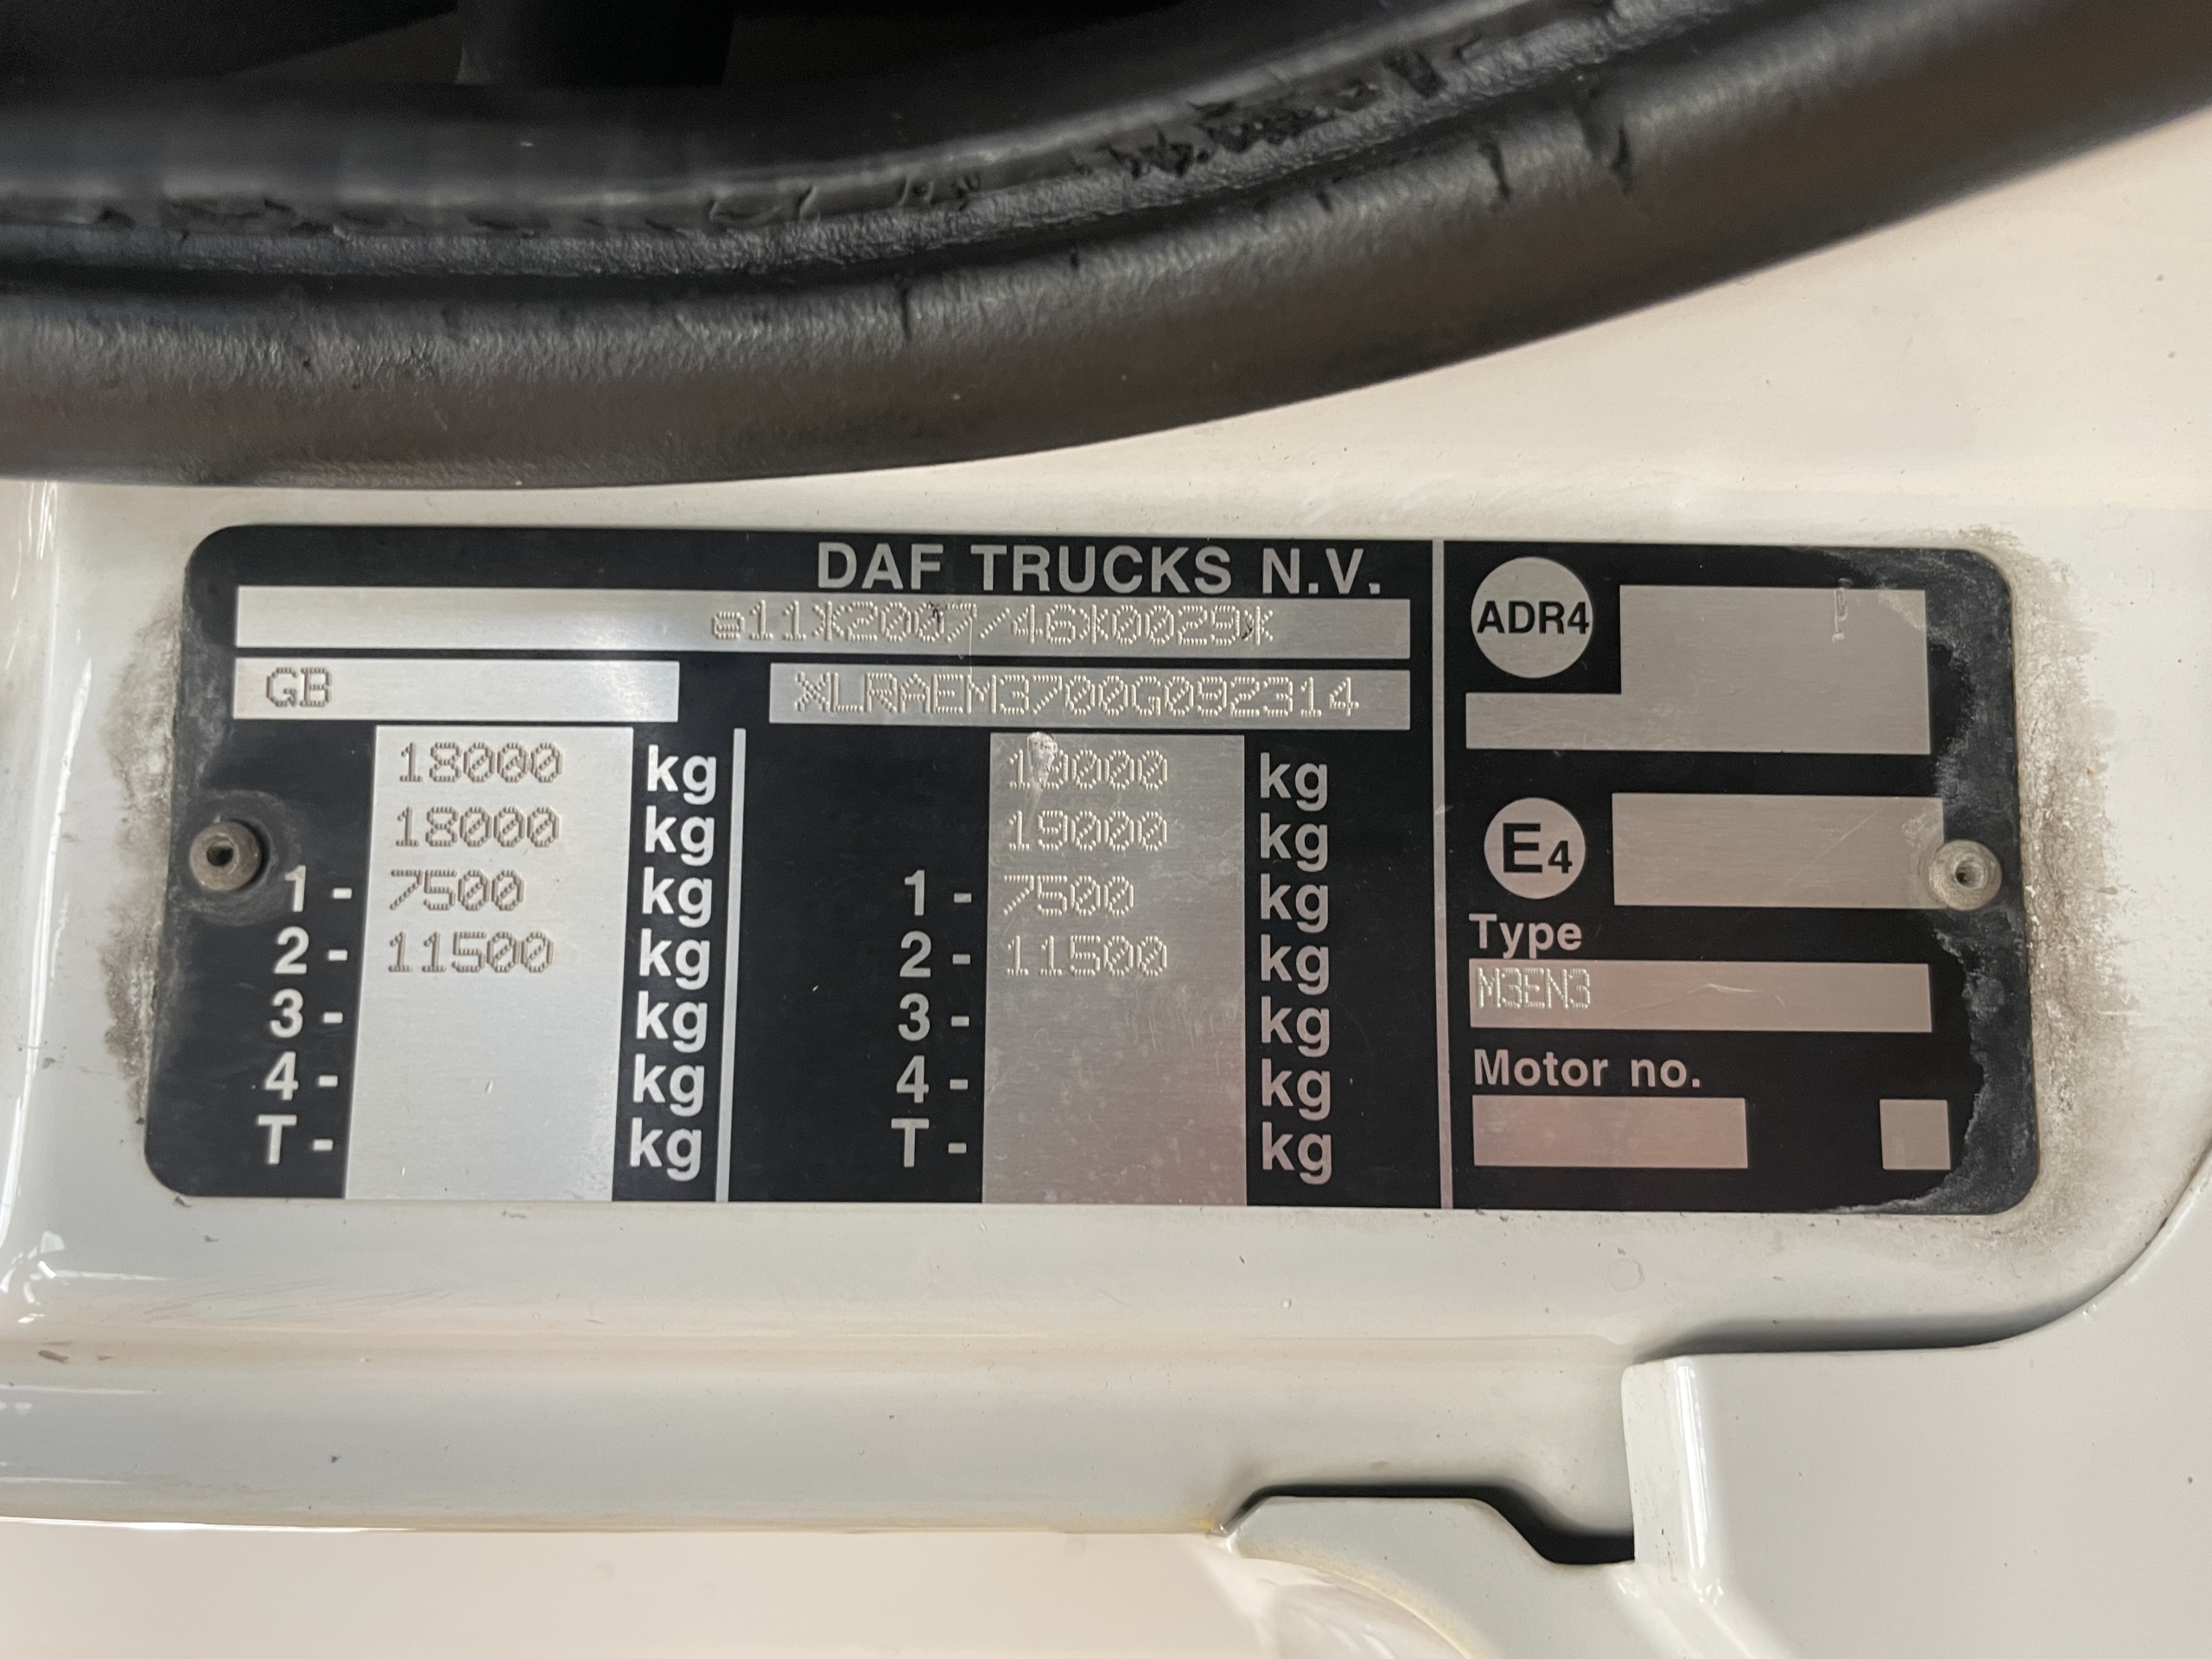 DAF TRUCKS N.V.
e11*2007/46*0029*
GB XLRAEM3700G092314
18000 kg kg
18000 kg 19000 kg
1 - 7500 kg 1 - 7500 kg
2 - 11500 kg 2 - 11500 kg
3 - kg 3 - kg
4 - kg 4 - kg
T - kg T - kg
ADR4
E4
Type
M3EN3
Motor no.